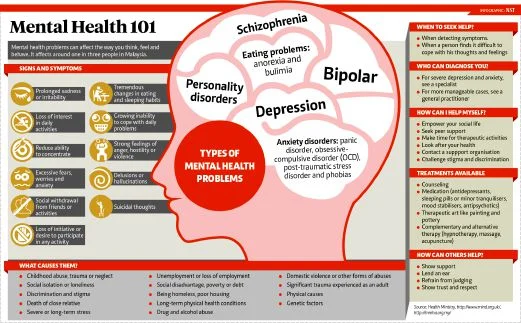 INFOGRAPHIC: NST
Mental Health 101
Mental health problems can affect the way you think, feel and
behave. It affects around one in three people in Malaysia.
SIGNS AND SYMPTOMS
Prolonged sadness
or irritability
Tremendous
changes in eating
and sleeping habits
Loss of interest
in daily
activities
Growing inability
to cope with daily
problems
Reduce ability
to concentrate
Strong feelings of
anger, hostility or
violence
Excessive fears,
worries and
anxiety
Delusions or
hallucinations
Social withdrawal
from friends or
activities
Suicidal thoughts
Loss of initiative or
desire to participate
in any activity
Schizophrenia
Eating problems:
anorexia and
bulimia
Personality
disorders
Bipolar
Depression
Anxiety disorders: panic
disorder, obsessive-
compulsive disorder (OCD),
post-traumatic stress
disorder and phobias
TYPES OF
MENTAL HEALTH
PROBLEMS
WHEN TO SEEK HELP?
When detecting symptoms.
When a person finds it difficult to
cope with his thoughts and feelings
WHO CAN DIAGNOSE YOU?
For severe depression and anxiety,
see a specialist
For more manageable cases, see a
general practitioner
HOW CAN I HELP MYSELF?
Empower your social life
Seek peer support
Make time for therapeutic activities
Look after your health
Contact a support organisation
Challenge stigma and discrimination
TREATMENTS AVAILABLE
Counseling
Medication (antidepressants,
sleeping pills or minor tranquilisers,
mood stabilisers, antipsychotics)
Therapeutic art like painting and
pottery
Complementary and alternative
therapy (hypnotherapy, massage,
acupuncture)
HOW CAN OTHERS HELP?
Show support
Lend an ear
Refrain from judging
Show trust and respect
WHAT CAUSES THEM?
Childhood abuse, trauma or neglect
Social isolation or loneliness
Discrimination and stigma
Death of close relative
Severe or long-term stress
Unemployment or loss of employment
Social disadvantage, poverty or debt
Being homeless, poor housing
Long-term physical health conditions
Drug and alcohol abuse
Domestic violence or other forms of abuses
Significant trauma experienced as an adult
Physical causes
Genetic factors
Source: Health Ministry, http://www.mind.org.uk/,